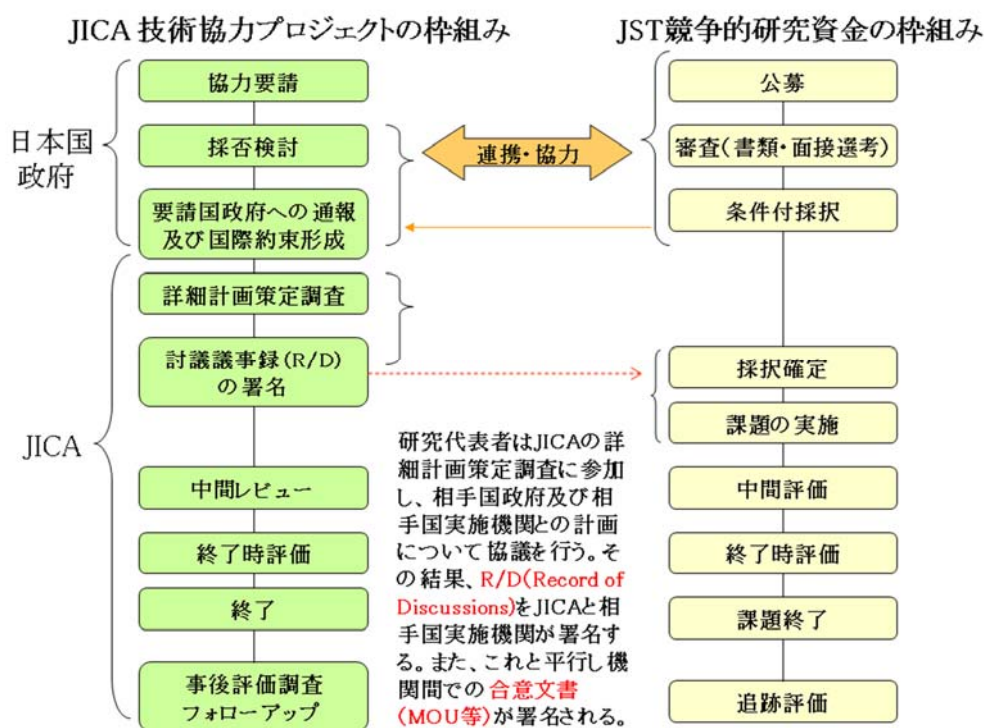 JICA 技術協力プロジェクトの枠組み
JST競争的研究資金の枠組み
日本国
政府
JICA
協力要請
採否検討
要請国政府への通報
及び国際約束形成
詳細計画策定調査
討議議事録(R/D)
の署名
中間レビュー
終了時評価
終了
事後評価調査
フォローアップ
連携・協力
研究代表者はJICAの詳
細計画策定調査に参加
し、相手国政府及び相
手国実施機関との計画
について協議を行う。そ
の結果、R/D(Record of
Discussions)をJICAと相
手国実施機関が署名す
る。また、これと平行し機
関間での合意文書
(MOU等)が署名される。
公募
審査(書類・面接選考)
条件付採択
採択確定
課題の実施
中間評価
終了時評価
課題終了
追跡評価